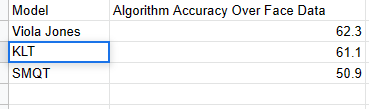 Model Algorithm Accuracy Over Face Data
Viola Jones 62.3
KLT 61.1
SMQT 50.9